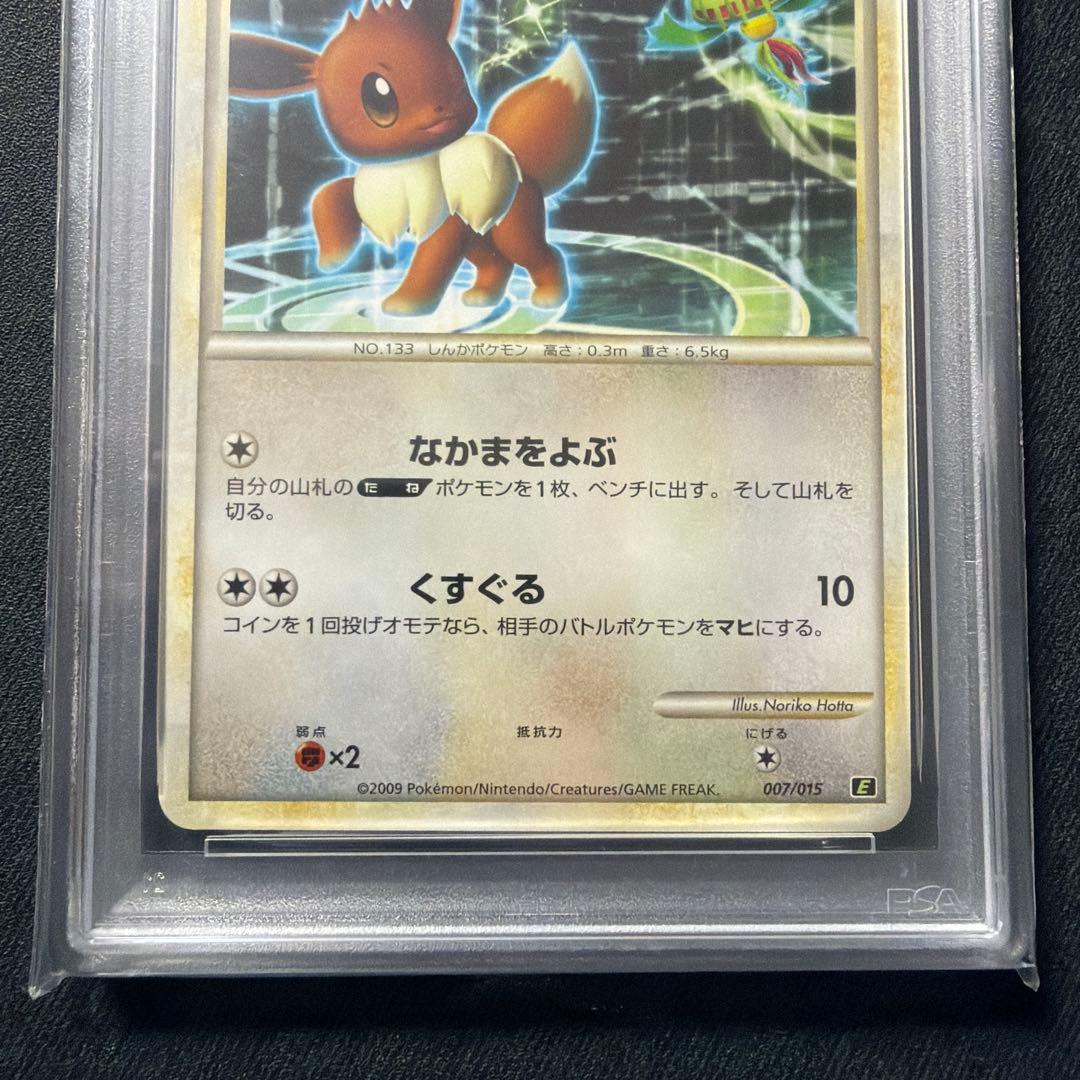 NO.133 しんかポケモン 高さ：0.3m 重さ：6.5kg
なかまをよぶ
自分の山札の たね ポケモンを1枚、ベンチに出す。そして山札を
切る。
くすぐる 10
コインを1回投げオモテなら、相手のバトルポケモンをマヒにする。
Illus.Noriko Hotta
弱点 抵抗力 にげる
×2
©2009 Pokémon/Nintendo/Creatures/GAME FREAK. 007/015 E
PSA